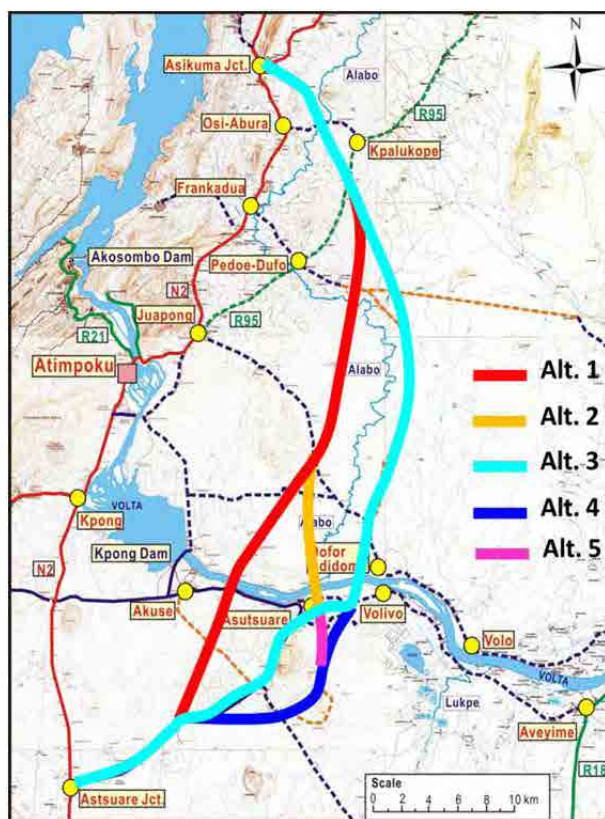 N
Asikuma Jct.
Alabo
R95
Osi-Abura
Kpalukope
Frankadua
Akosombo Dam
Pedoe-Dufo
N2
Juapong
R95
R21
Atimpoku
Alabo
Alt. 1
Alt. 2
Alt. 3
Alt. 4
Alt. 5
Kpong
VOLTA
Alabo
Kpong Dam
Dofor
N2
Akuse
Asutsuare
Volivo
Volo
VOLTA
Lukpe
Aveyime
R18
Astsuare Jct.
Scale
0 2 4 6 8 10 km